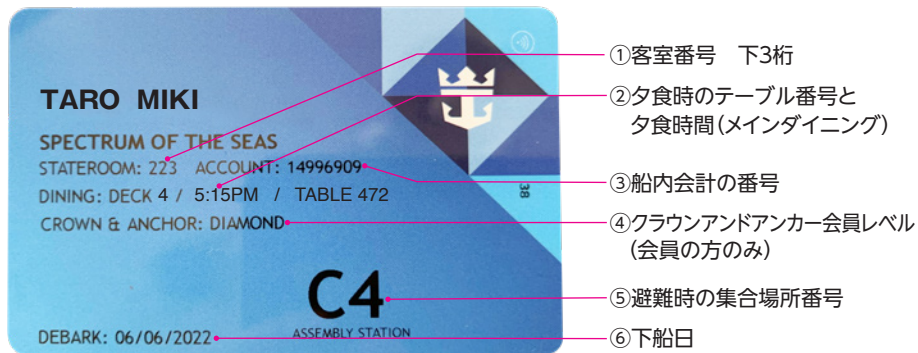 TARO MIKI
SPECTRUM OF THE SEAS
STATEROOM: 223 ACCOUNT: 14996909
DINING: DECK 4 / 5:15PM / TABLE 472
CROWN & ANCHOR: DIAMOND
C4
ASSEMBLY STATION
DEBARK: 06/06/2022
38
①客室番号 下3桁
②夕食時のテーブル番号と
夕食時間(メインダイニング)
③船内会計の番号
④クラウンアンドアンカー会員レベル
(会員の方のみ)
⑤避難時の集合場所番号
⑥下船日